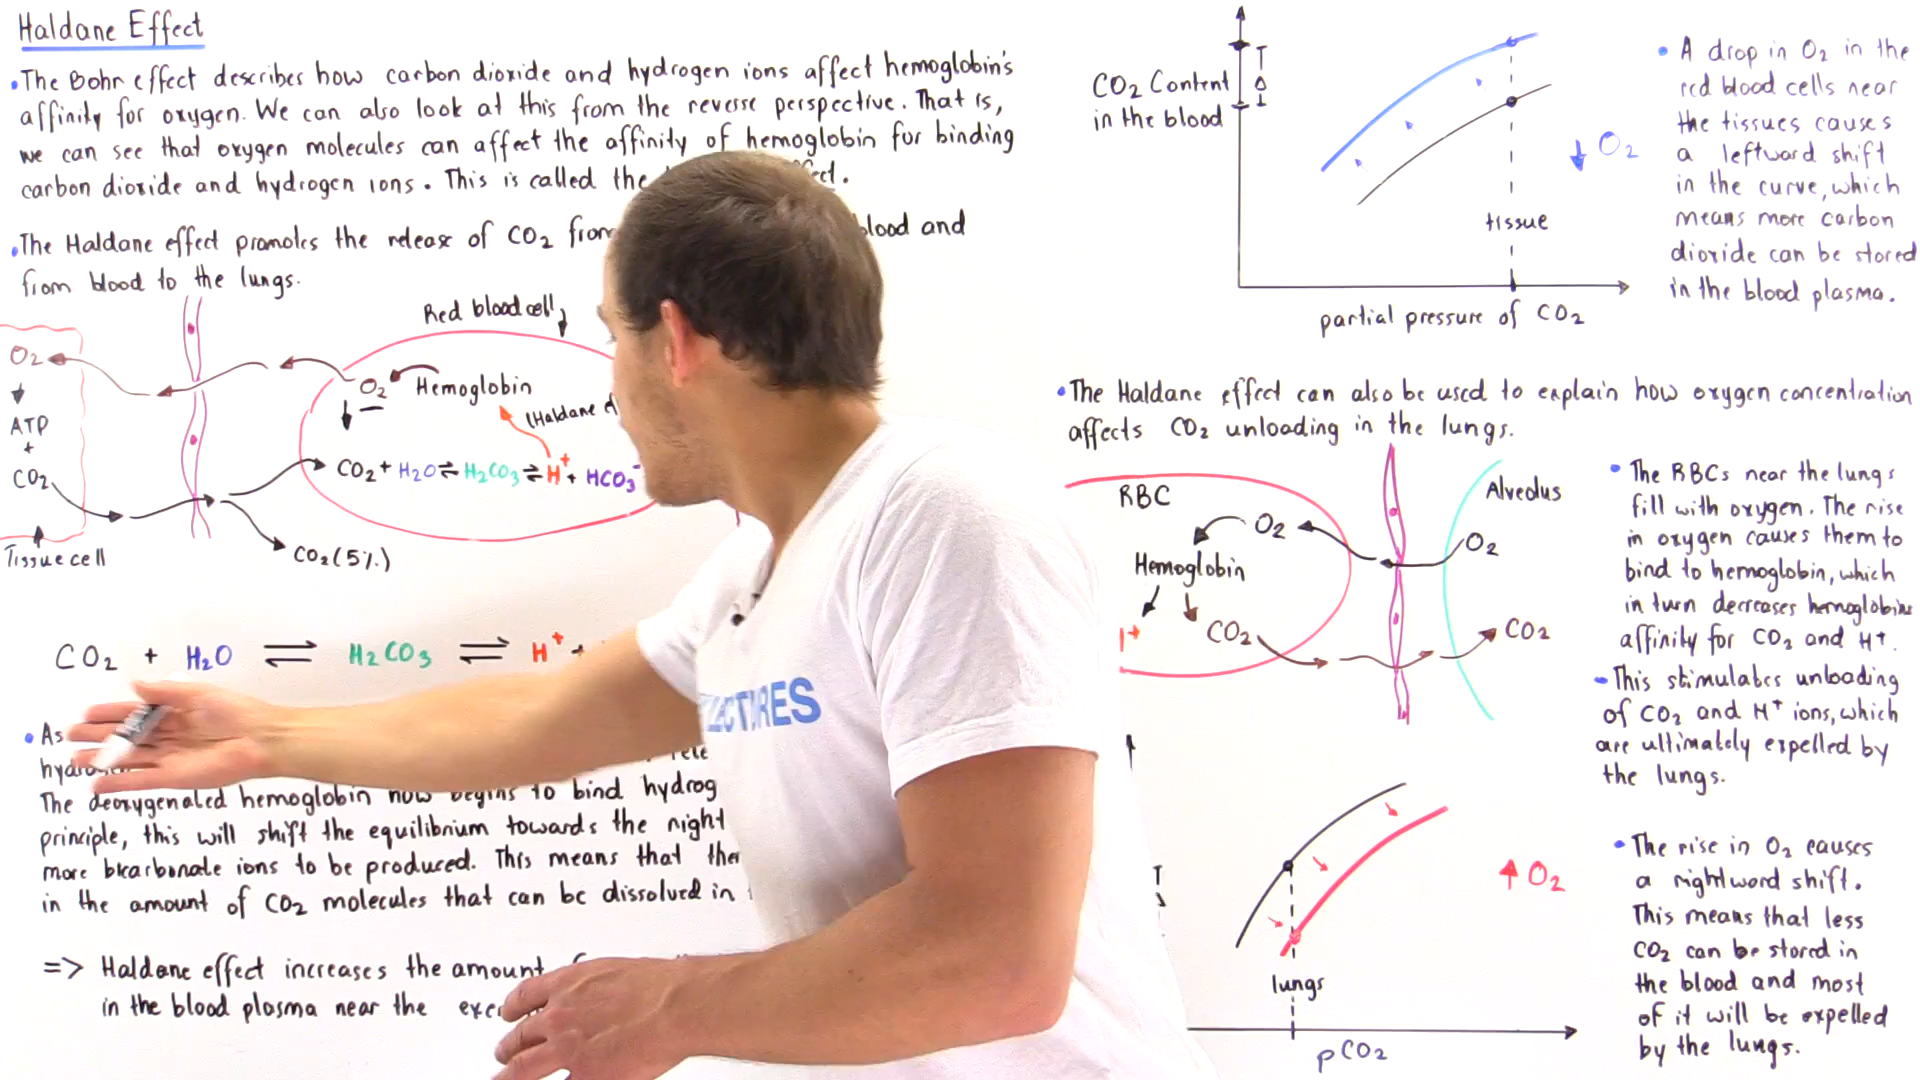 Haldane Effect
• The Bohr effect describes how carbon dioxide and hydrogen ions affect hemoglobin's
affinity for oxygen. We can also look at this from the reverse perspective. That is,
we can see that oxygen molecules can affect the affinity of hemoglobin for binding
carbon dioxide and hydrogen ions. This is called the
• The Haldane effect promotes the release of CO2 from blood and
from blood to the lungs.
Red blood cell
O2
ATP
+
CO2
Tissue cell
O2 Hemoglobin
(Haldane
CO2 + H2O ⇌ H2CO3 ⇌ H+ + HCO3-
CO2 (5%)
CO2 + H2O ⇌ H2CO3 ⇌ H+ +
• As
The deoxygenated hemoglobin now begins to bind
principle, this will shift the equilibrium towards the right
more bicarbonate ions to be produced. This means that
in the amount of CO2 molecules that can be dissolved in
=> Haldane effect increases the amount
in the blood plasma near the
LECTURES
CO2 Content
in the blood
tissue
partial pressure of CO2
↓ O2
• A drop in O2 in the
red blood cells near
the tissues causes
a leftward shift
in the curve, which
means more carbon
dioxide can be stored
in the blood plasma.
• The Haldane effect can also be used to explain how oxygen concentration
affects CO2 unloading in the lungs.
RBC
O2
Hemoglobin
CO2
Alveolus
O2
CO2
• The RBCs near the lungs
fill with oxygen. The rise
in oxygen causes them to
bind to hemoglobin, which
in turn decreases hemoglobins
affinity for CO2 and H+.
- This stimulates unloading
of CO2 and H+ ions, which
are ultimately expelled by
the lungs.
lungs
pCO2
↑ O2
• The rise in O2 causes
a rightward shift.
This means that less
CO2 can be stored in
the blood and most
of it will be expelled
by the lungs.